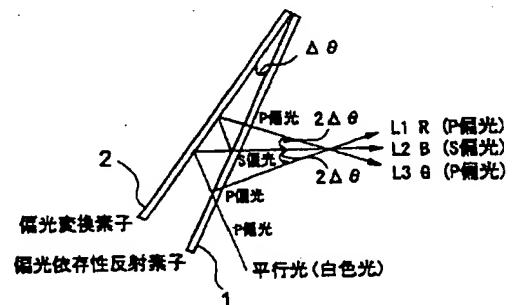 Δθ
P偏光
2Δθ
L1 R (P偏光)
2
S偏光
L2 B (S偏光)
2Δθ
L3 G (P偏光)
P偏光
偏光変換素子
P偏光
偏光依存性反射素子
平行光(白色光)
1